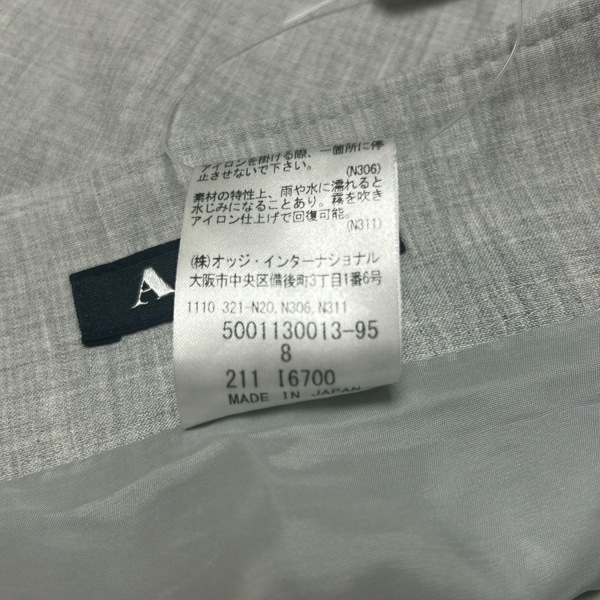 アイロンを掛ける際、一箇所に停
止させないで下さい。
(N306)
素材の特性上、雨や水に濡れると
水じみになることあり。霧を吹き
アイロン仕上げで回復可能。
(N311)
(株)オッジ・インターナショナル
大阪市中央区備後町3丁目1番6号
1110 321-N20,N306,N311
5001130013-95
8
211 I6700
MADE IN JAPAN
A